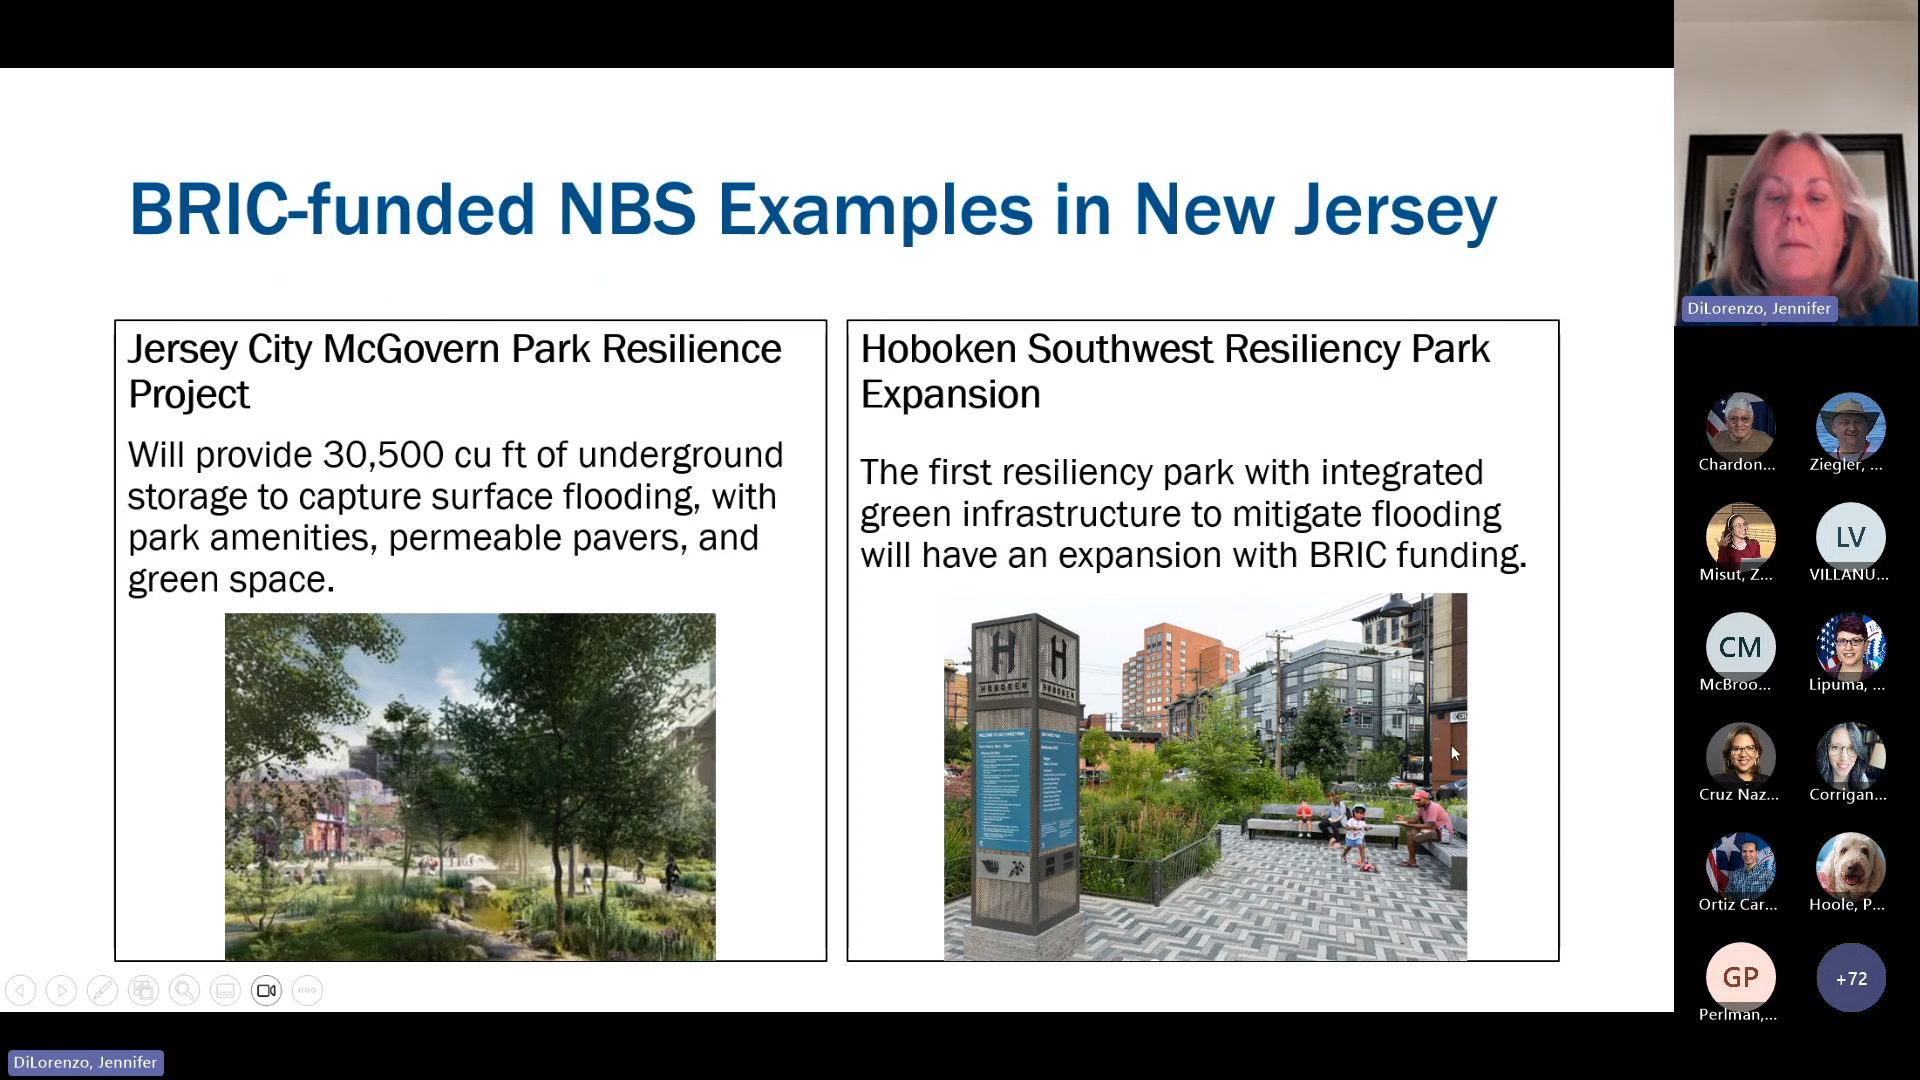 BRIC-funded NBS Examples in New Jersey
Jersey City McGovern Park Resilience
Project
Will provide 30,500 cu ft of underground
storage to capture surface flooding, with
park amenities, permeable pavers, and
green space.
Hoboken Southwest Resiliency Park
Expansion
The first resiliency park with integrated
green infrastructure to mitigate flooding
will have an expansion with BRIC funding.
H H
HOBOKEN HOBOKEN
DiLorenzo, Jennifer
Chardon... Ziegler, ...
LV
Misut, Z... VILLANU...
CM
McBroo... Lipuma, ...
Cruz Naz... Corrigan...
Ortiz Car... Hoole, P...
GP +72
Perlman,...
DiLorenzo, Jennifer